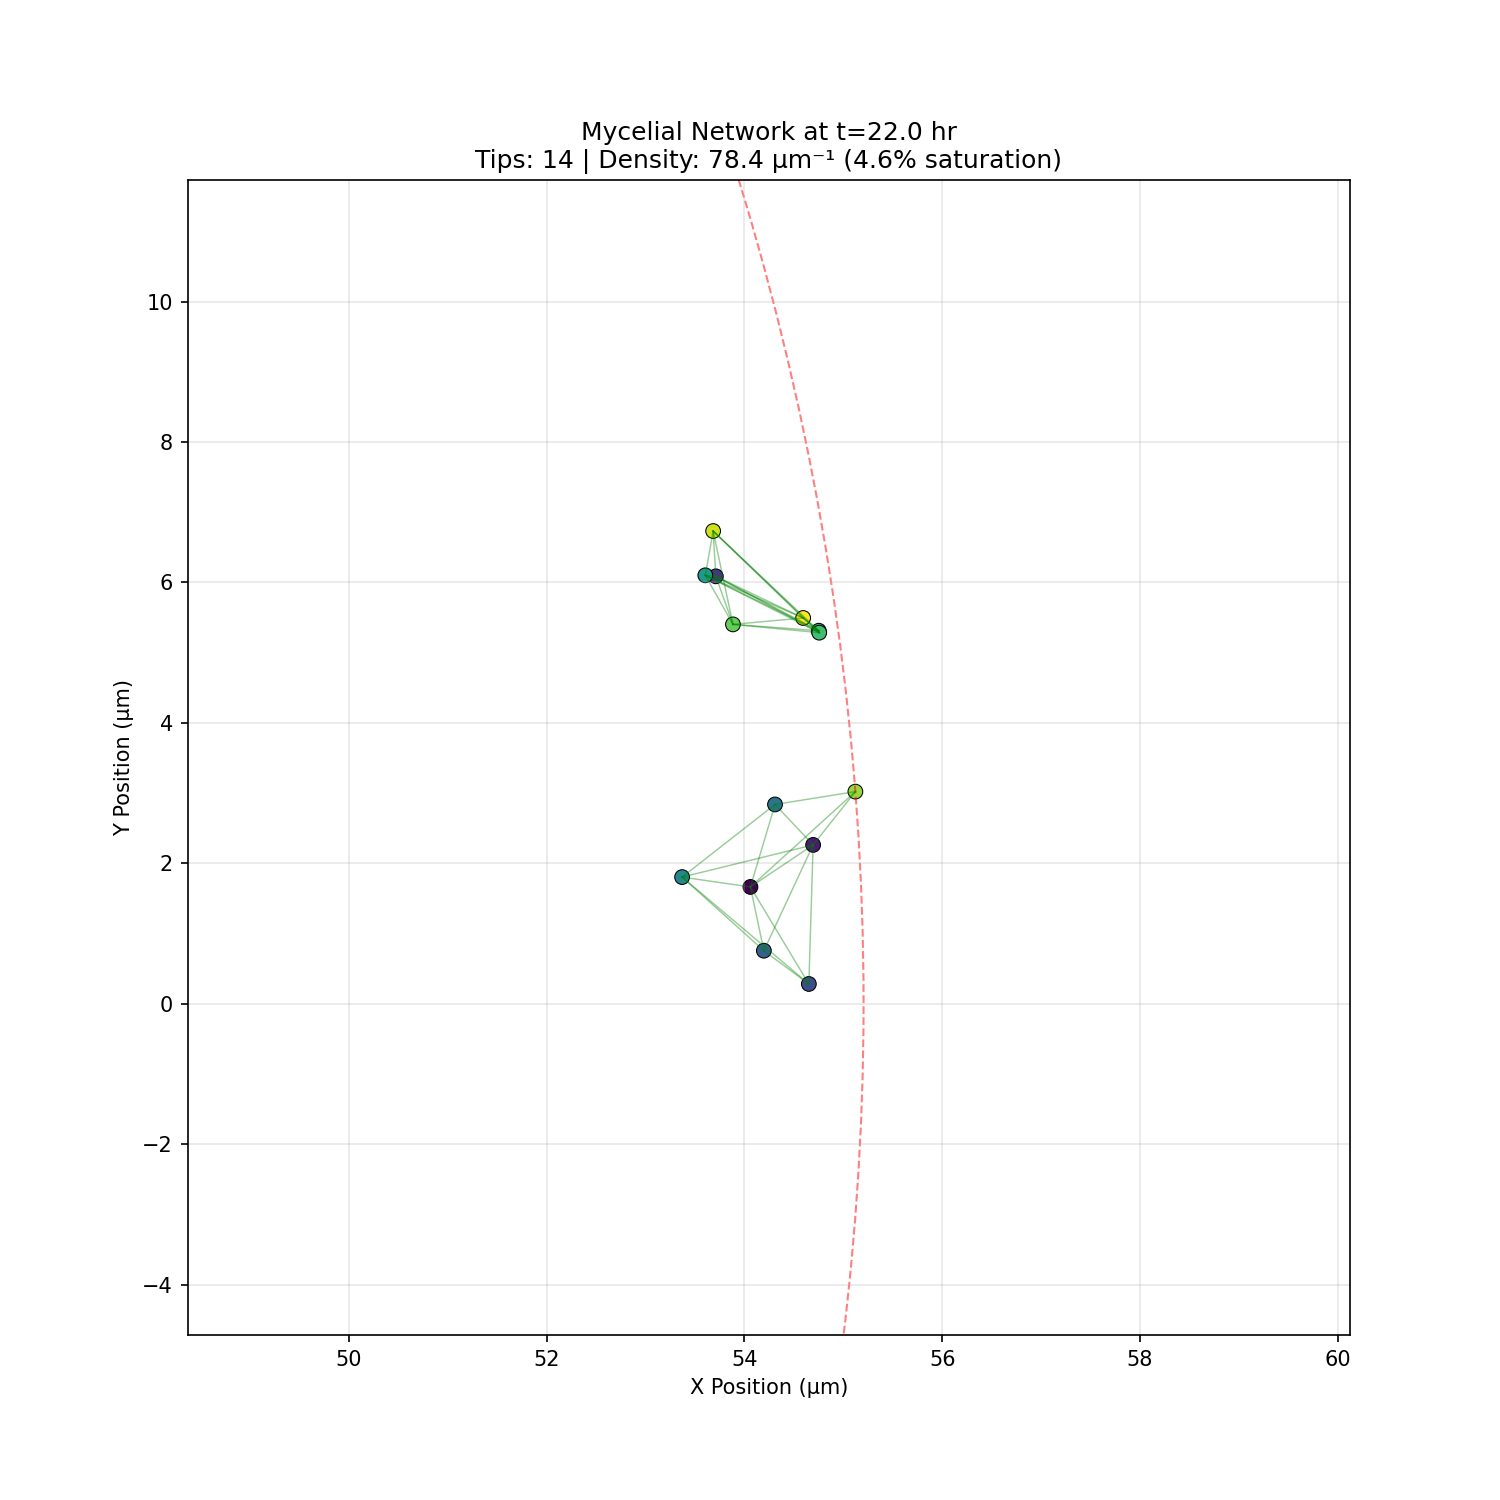 Mycelial Network at t=22.0 hr
Tips: 14 | Density: 78.4 μm⁻¹ (4.6% saturation)
Y Position (μm)
10
8
6
4
2
0
−2
−4
50 52 54 56 58 60
X Position (μm)